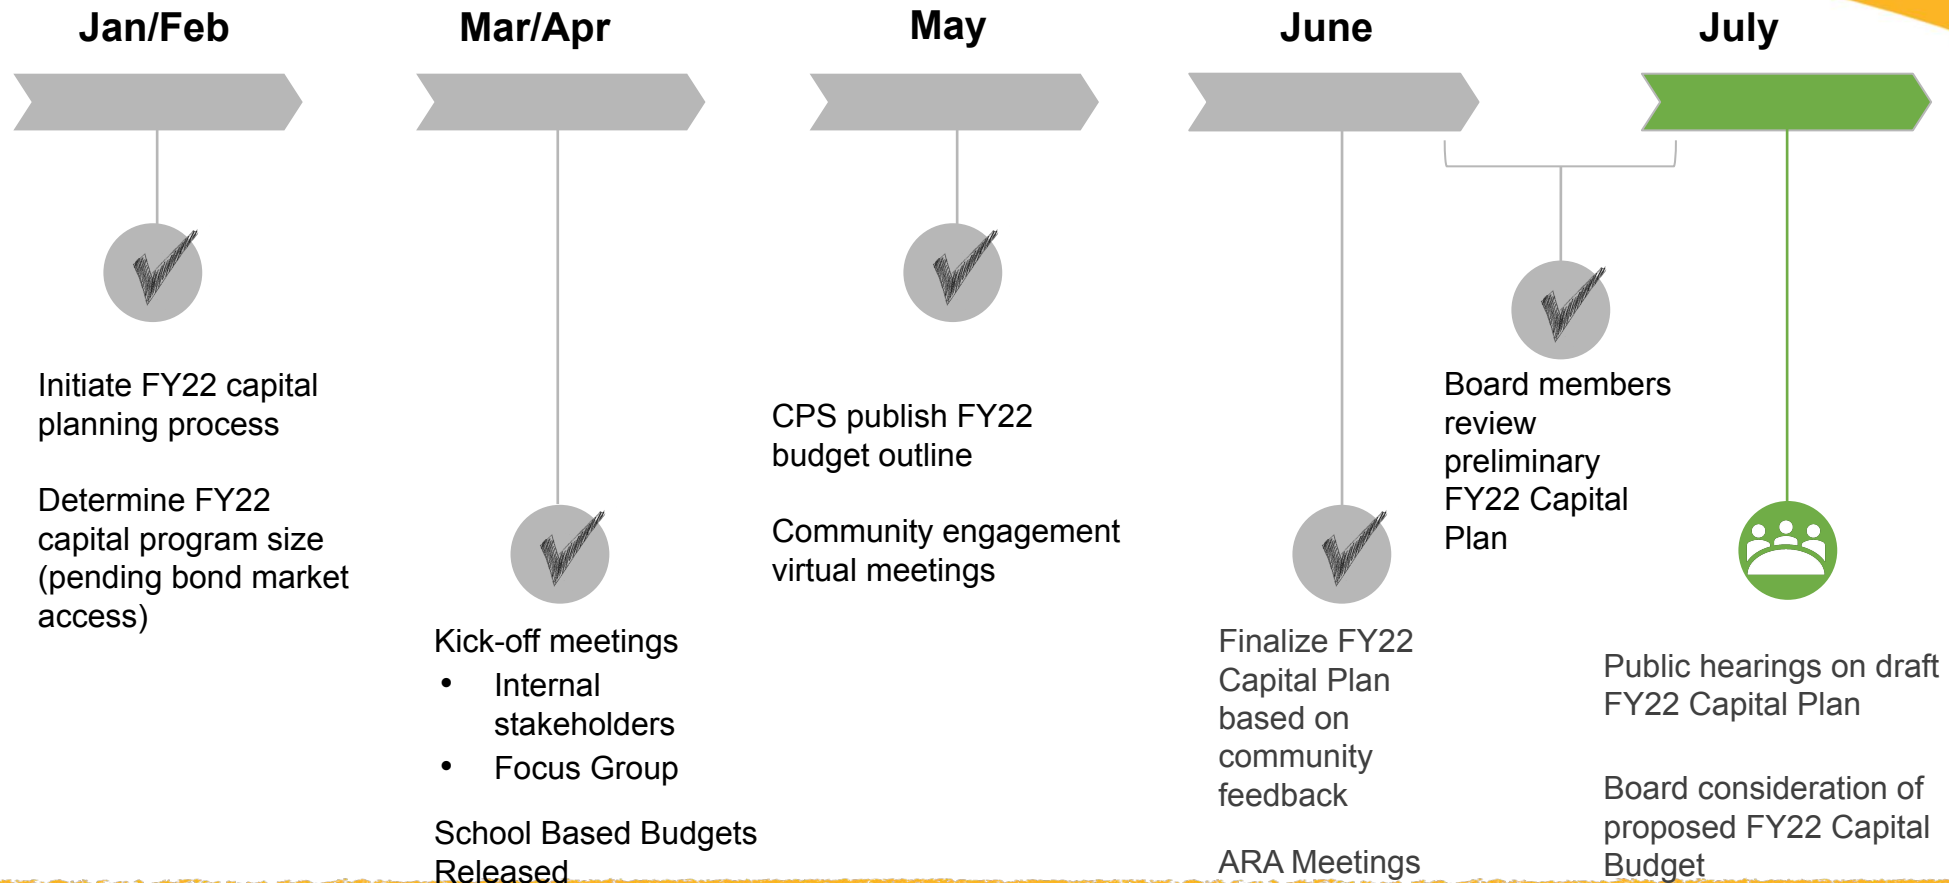 Jan/Feb
Mar/Apr
May
June
July
Initiate FY22 capital
planning process
Determine FY22
capital program size
(pending bond market
access)
Kick-off meetings
• Internal
stakeholders
• Focus Group
School Based Budgets
Released
CPS publish FY22
budget outline
Community engagement
virtual meetings
Finalize FY22
Capital Plan
based on
community
feedback
ARA Meetings
Board members
review
preliminary
FY22 Capital
Plan
Public hearings on draft
FY22 Capital Plan
Board consideration of
proposed FY22 Capital
Budget